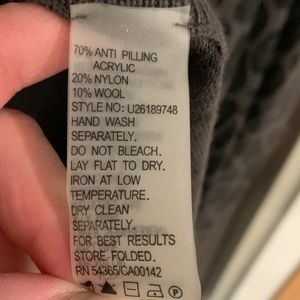 70% ANTI PILLING
ACRYLIC
20% NYLON
10% WOOL
STYLE NO: U26189748
HAND WASH
SEPARATELY.
DO NOT BLEACH.
LAY FLAT TO DRY.
IRON AT LOW
TEMPERATURE.
DRY CLEAN
SEPARATELY.
FOR BEST RESULTS
STORE FOLDED.
RN 54365/CA00142